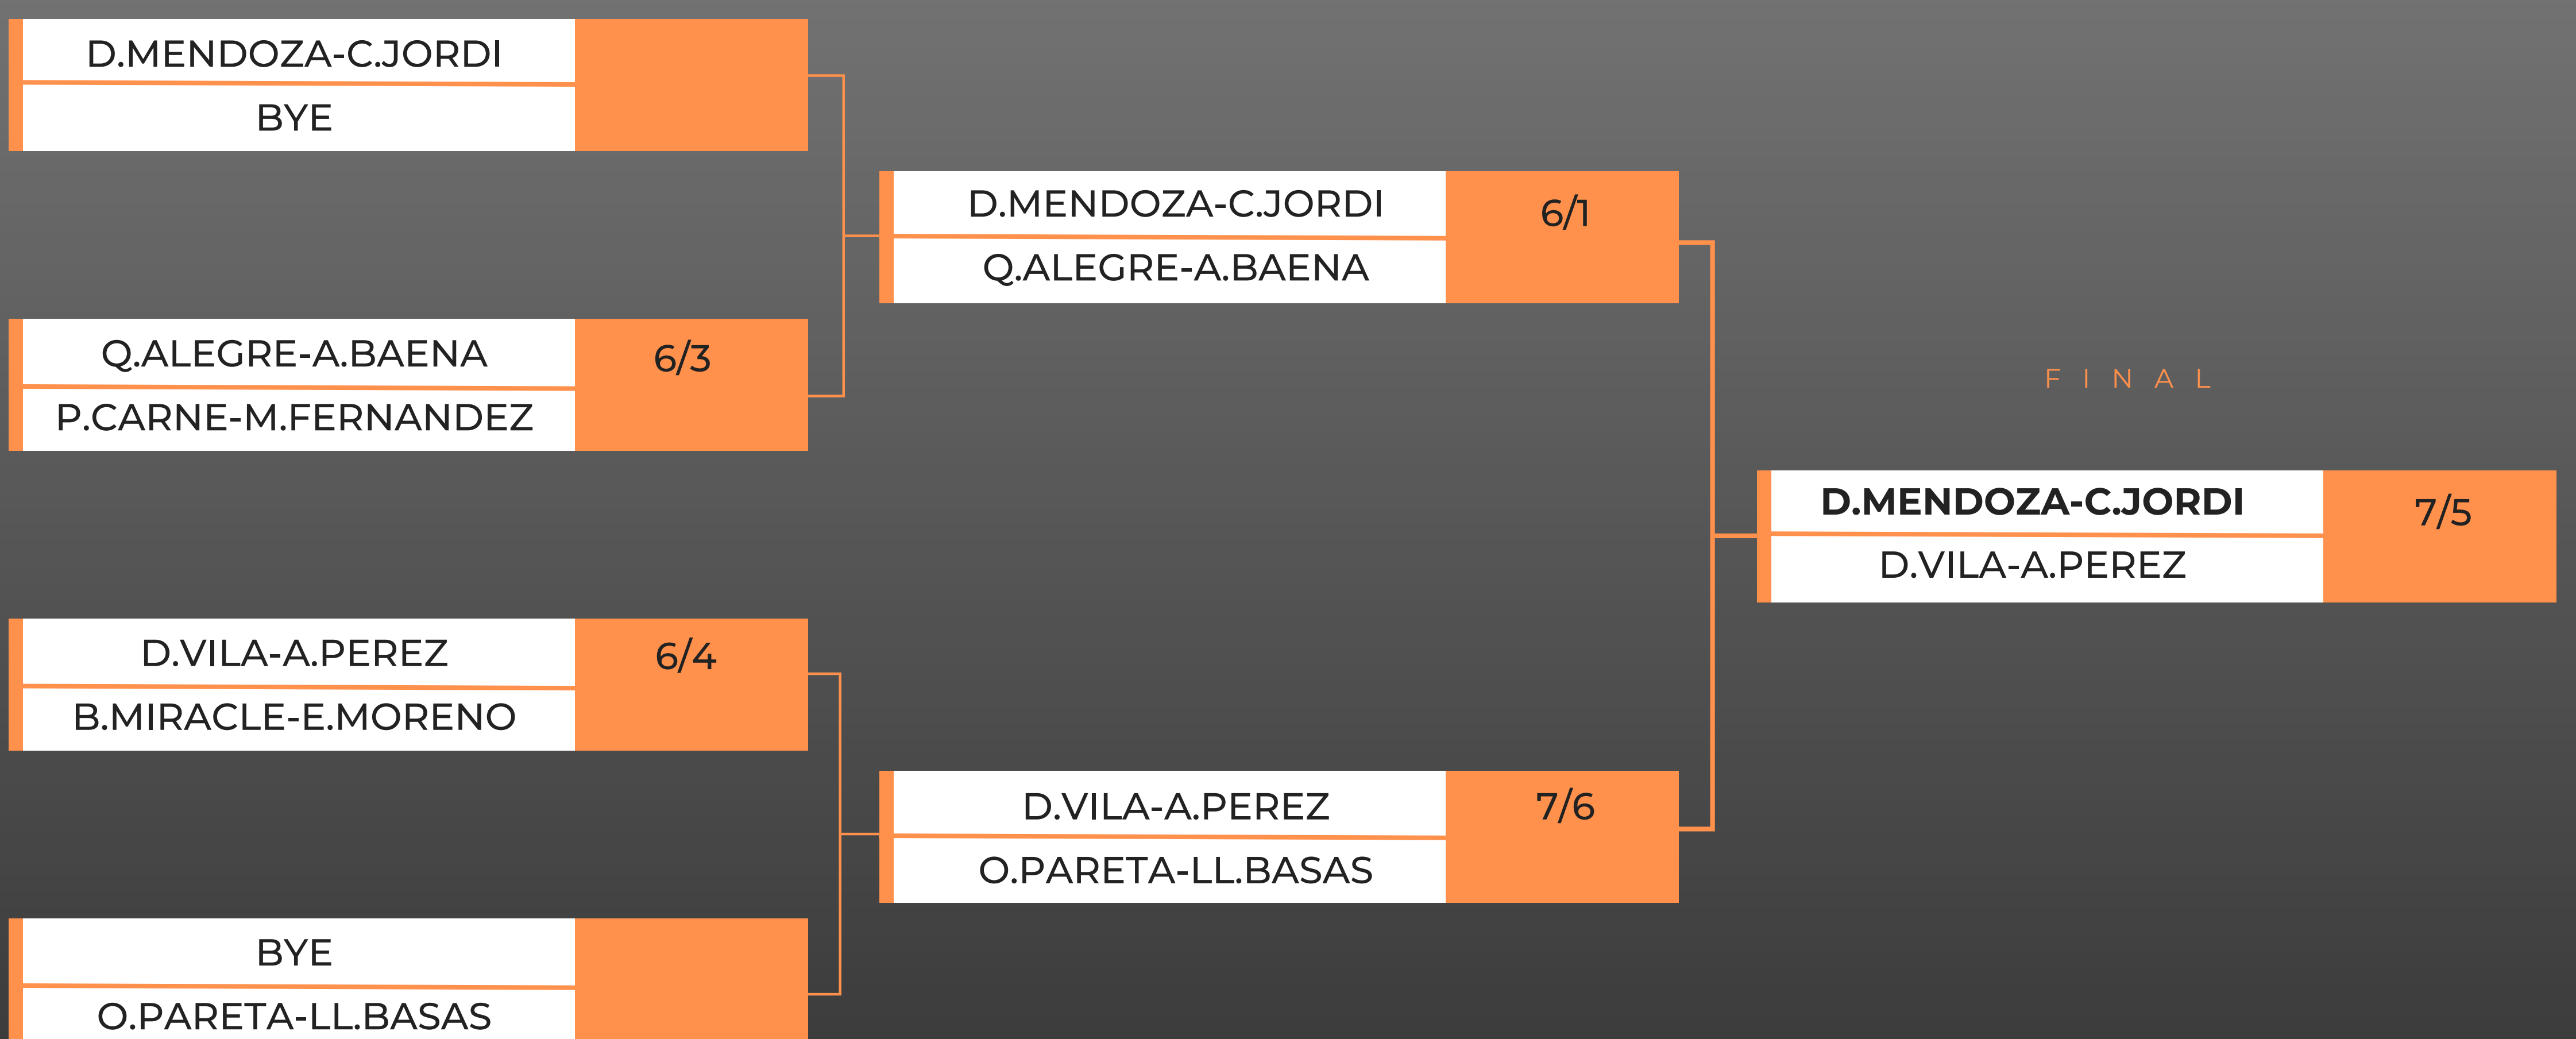 D.MENDOZA-C.JORDI
BYE
Q.ALEGRE-A.BAENA
6/3
P.CARNE-M.FERNANDEZ
D.VILA-A.PEREZ
6/4
B.MIRACLE-E.MORENO
BYE
O.PARETA-LL.BASAS
D.MENDOZA-C.JORDI
6/1
Q.ALEGRE-A.BAENA
D.VILA-A.PEREZ
7/6
O.PARETA-LL.BASAS
FINAL
D.MENDOZA-C.JORDI
7/5
D.VILA-A.PEREZ